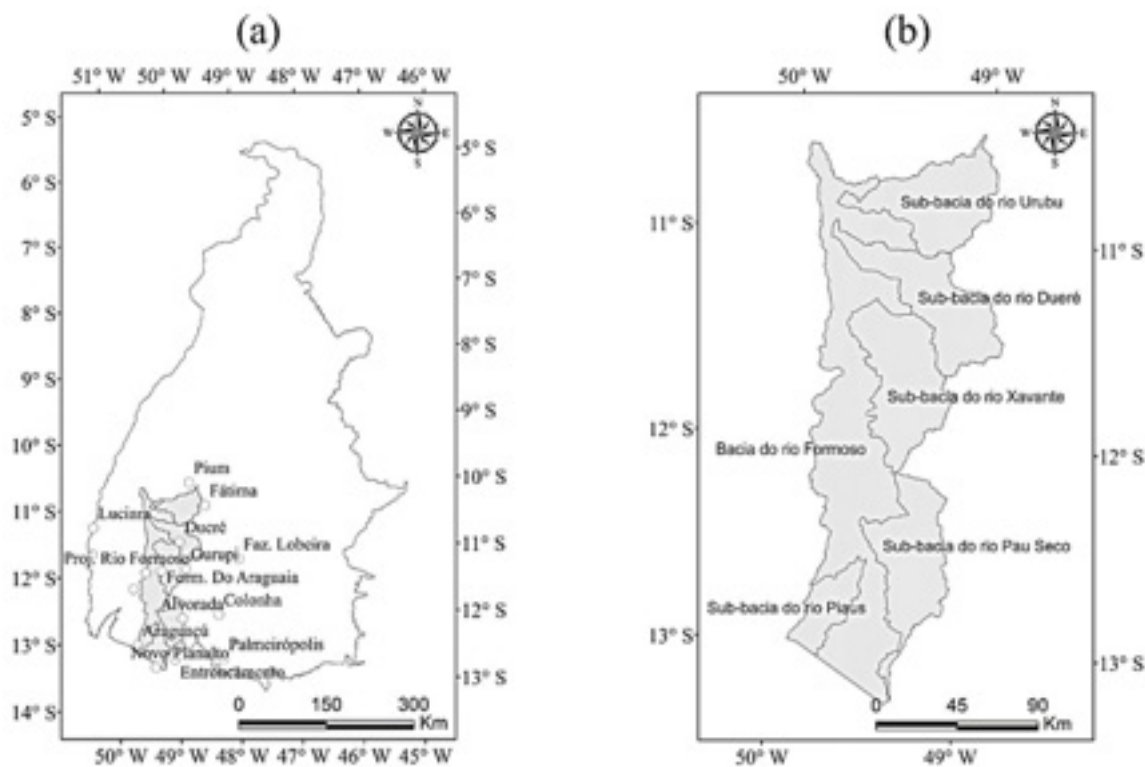 (a)
51° W 50° W 49° W 48° W 47° W 46° W
5° S
6° S
7° S
8° S
9° S
10° S
11° S
12° S
13° S
14° S
N
W E
S
5° S
6° S
7° S
8° S
9° S
10° S
11° S
12° S
13° S
Pium
Fátima
Lucíara
Dueré
Faz. Lobeira
Proj. Rio Formoso
Gurupi
Form. Do Araguaia
Alvorada
Colonha
Araguaçú
Palmeirópolis
Novo Planalto
Entroncamento
0 150 300
Km
50° W 49° W 48° W 47° W 46° W 45° W
(b)
50° W 49° W
N
W E
S
11° S
12° S
13° S
11° S
12° S
13° S
Sub-bacia do rio Urubu
Sub-bacia do rio Dueré
Sub-bacia do rio Xavante
Bacia do rio Formoso
Sub-bacia do rio Pau Seco
Sub-bacia do rio Piaus
0 45 90
Km
50° W 49° W